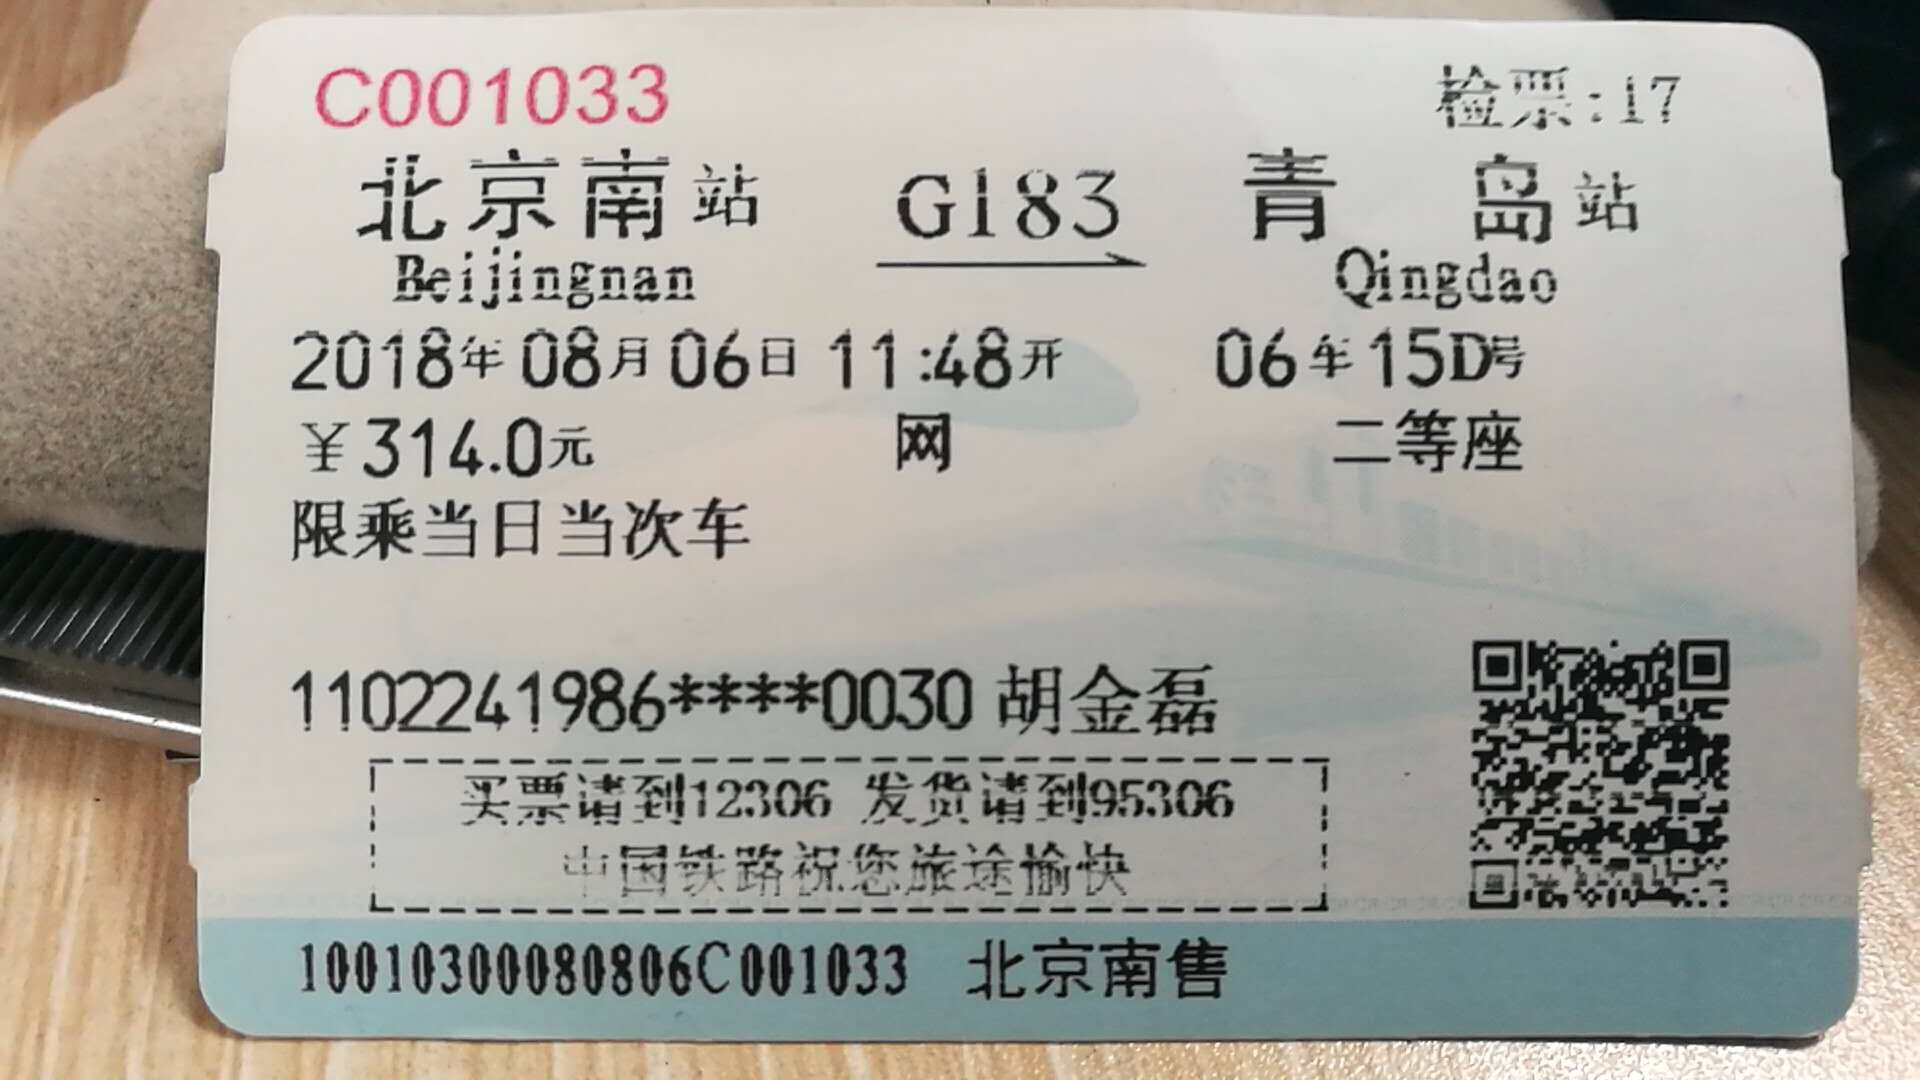 C001033 检票:17
北京南站 G183 青岛站
Beijingnan Qingdao
2018年08月06日 11:48开 06车15D号
￥314.0元 网 二等座
限乘当日当次车
1102241986****0030 胡金磊
买票请到12306 发货请到95306
中国铁路祝您旅途愉快
10010300080806C001033 北京南售